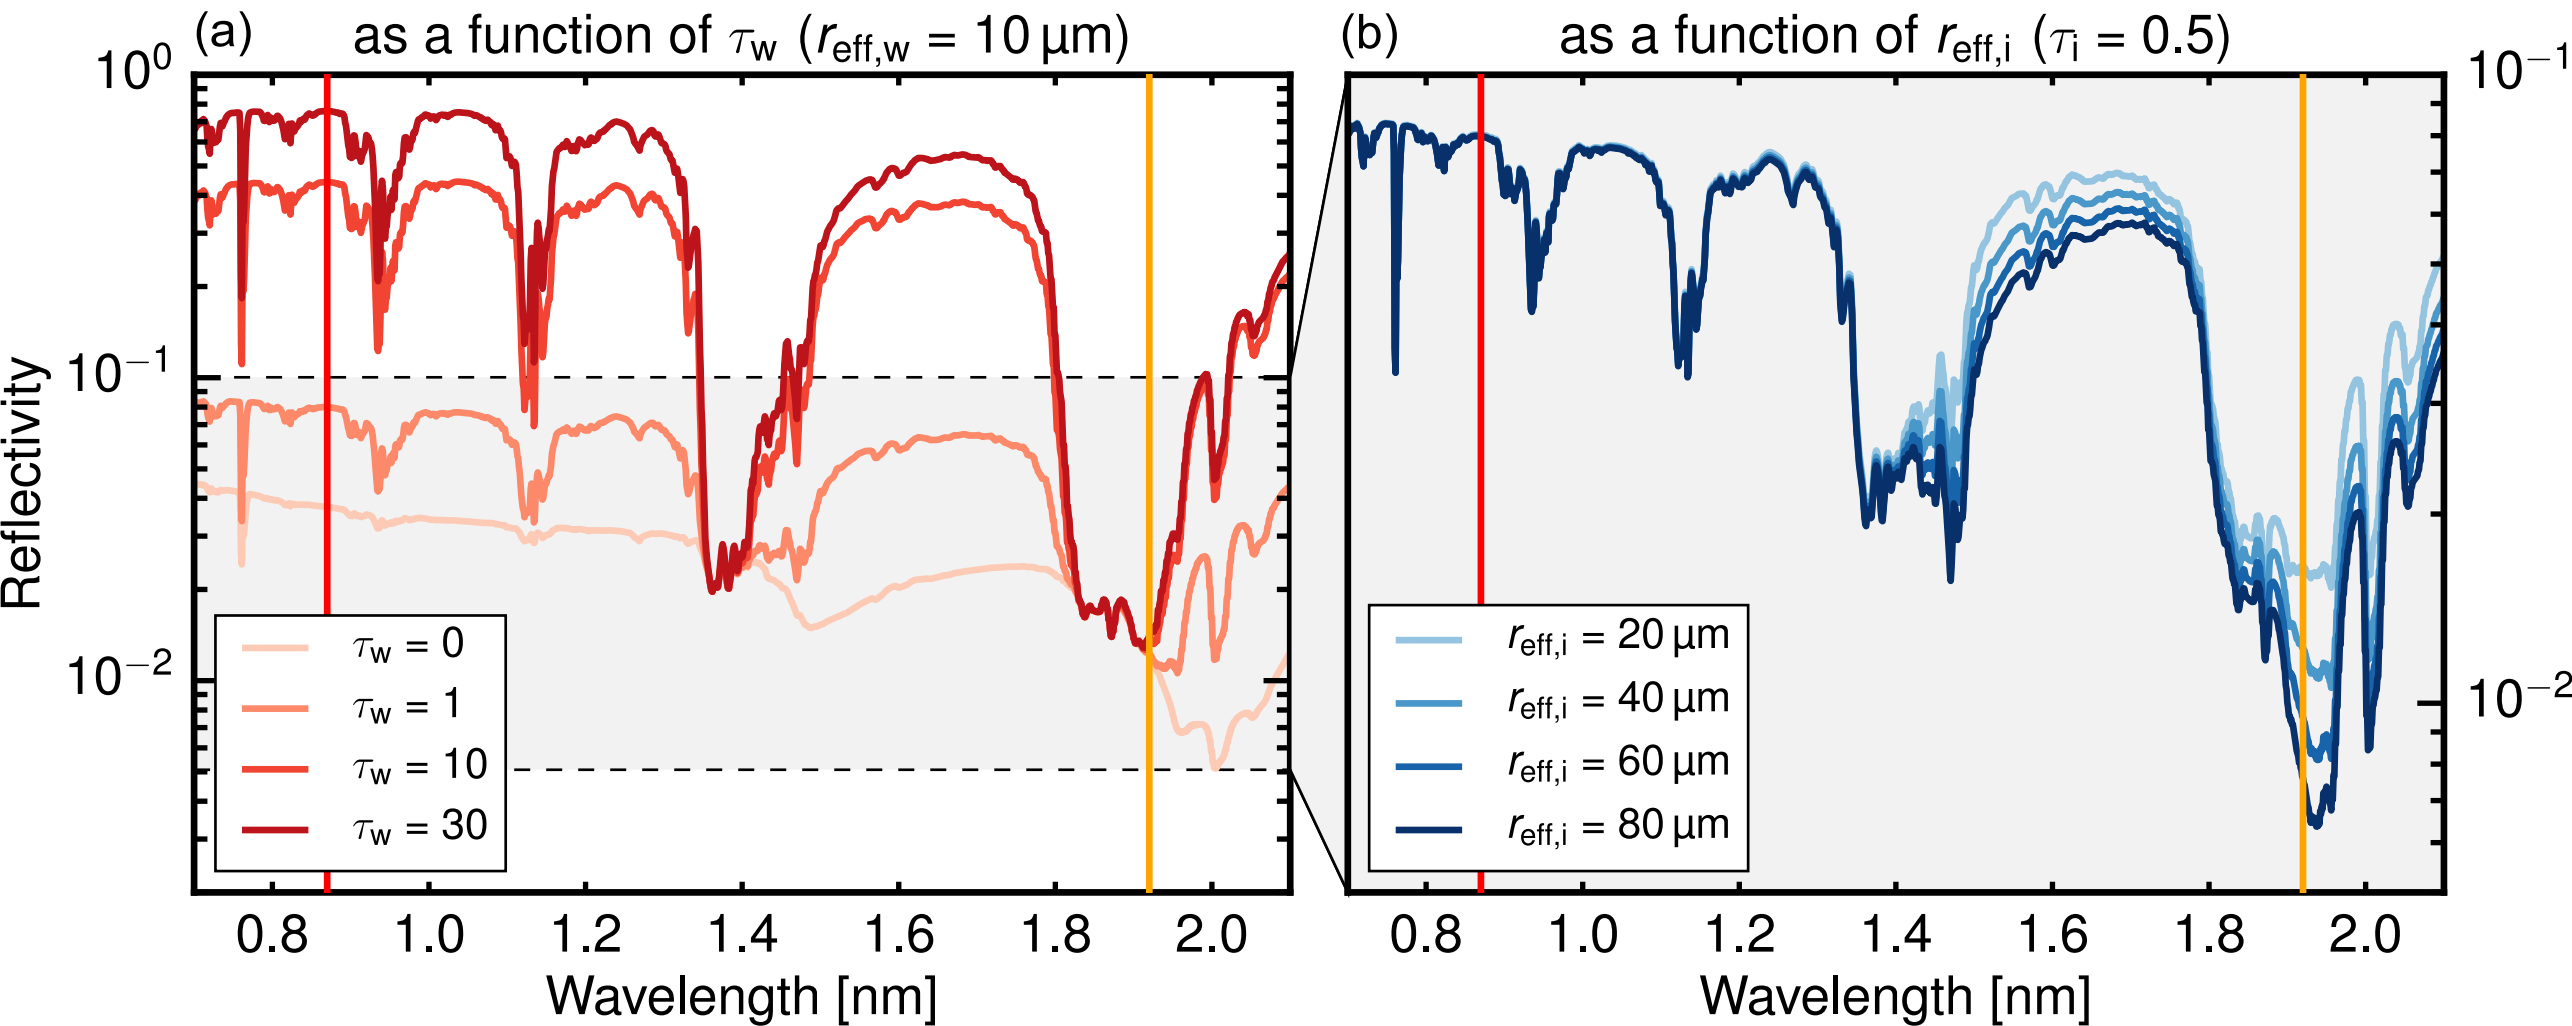 (a) as a function of τw (reff,w = 10 µm)
(b) as a function of reff,i (τi = 0.5)
10⁰
10⁻¹
10⁻²
Reflectivity
τw = 0
τw = 1
τw = 10
τw = 30
0.8 1.0 1.2 1.4 1.6 1.8 2.0
Wavelength [nm]
10⁻¹
10⁻²
reff,i = 20 µm
reff,i = 40 µm
reff,i = 60 µm
reff,i = 80 µm
0.8 1.0 1.2 1.4 1.6 1.8 2.0
Wavelength [nm]